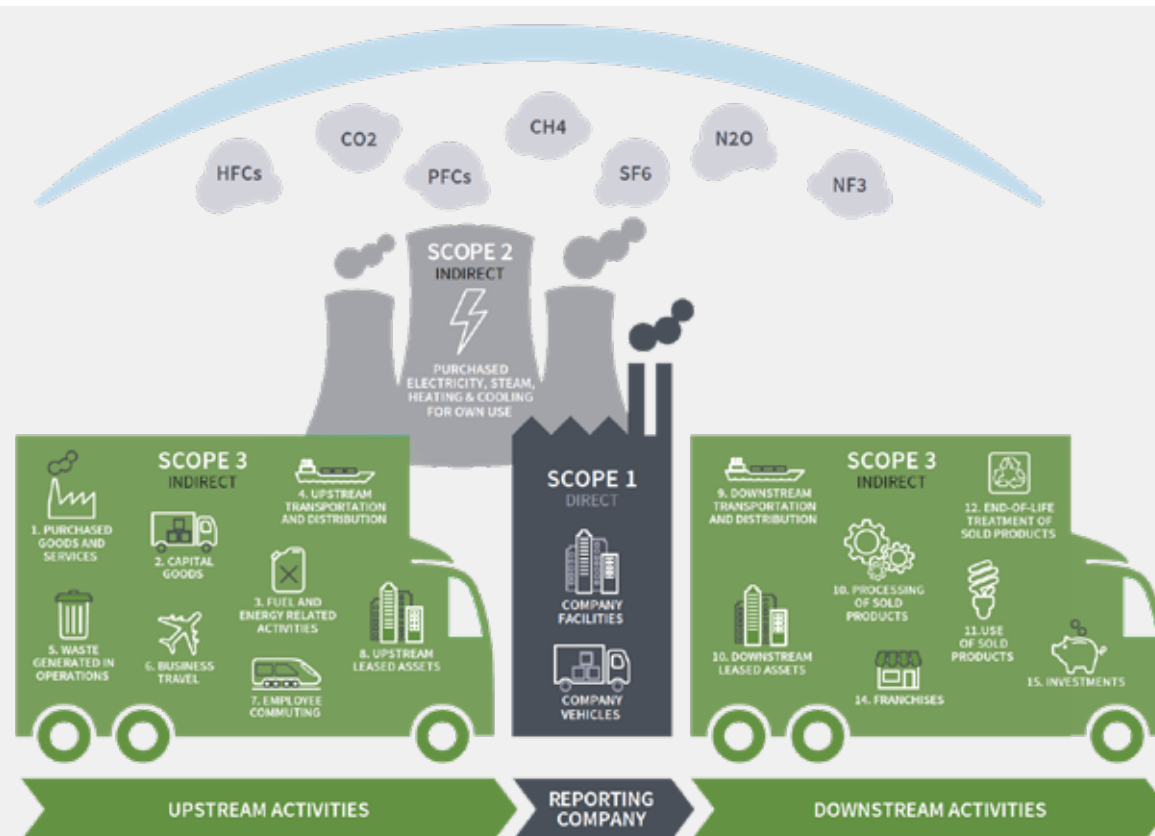 HFCs
CO2
PFCs
CH4
SF6
N2O
NF3
SCOPE 2
INDIRECT
PURCHASED
ELECTRICITY, STEAM,
HEATING & COOLING
FOR OWN USE
SCOPE 3
INDIRECT
1. PURCHASED
GOODS AND
SERVICES
2. CAPITAL
GOODS
3. FUEL AND
ENERGY RELATED
ACTIVITIES
4. UPSTREAM
TRANSPORTATION
AND DISTRIBUTION
5. WASTE
GENERATED IN
OPERATIONS
6. BUSINESS
TRAVEL
7. EMPLOYEE
COMMUTING
8. UPSTREAM
LEASED ASSETS
SCOPE 1
DIRECT
COMPANY
FACILITIES
COMPANY
VEHICLES
SCOPE 3
INDIRECT
9. DOWNSTREAM
TRANSPORTATION
AND DISTRIBUTION
10. PROCESSING
OF SOLD
PRODUCTS
11.USE
OF SOLD
PRODUCTS
12. END-OF-LIFE
TREATMENT OF
SOLD PRODUCTS
10. DOWNSTREAM
LEASED ASSETS
14. FRANCHISES
15. INVESTMENTS
UPSTREAM ACTIVITIES
REPORTING
COMPANY
DOWNSTREAM ACTIVITIES